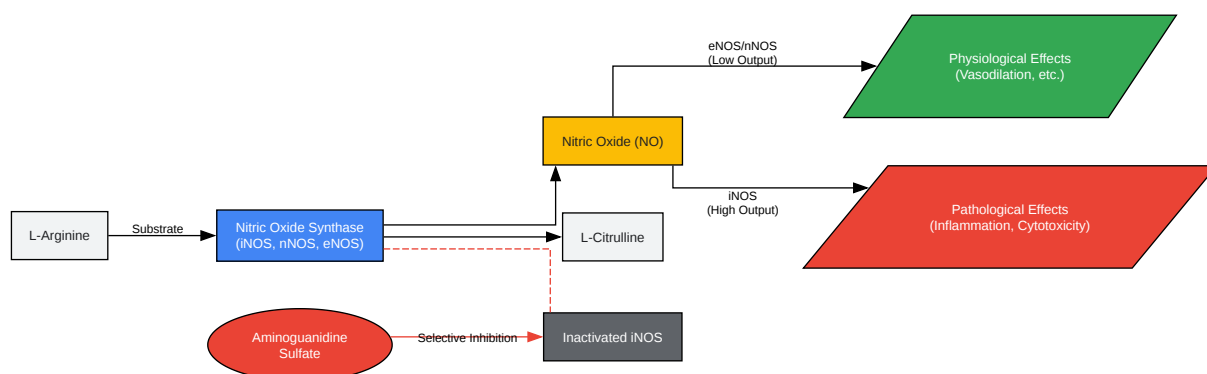 eNOS/nNOS
(Low Output)
Physiological Effects
(Vasodilation, etc.)
Nitric Oxide (NO)
iNOS
(High Output)
Pathological Effects
(Inflammation, Cytotoxicity)
L-Arginine
Substrate
Nitric Oxide Synthase
(iNOS, nNOS, eNOS)
L-Citrulline
Aminoguanidine
Sulfate
Selective Inhibition
Inactivated iNOS